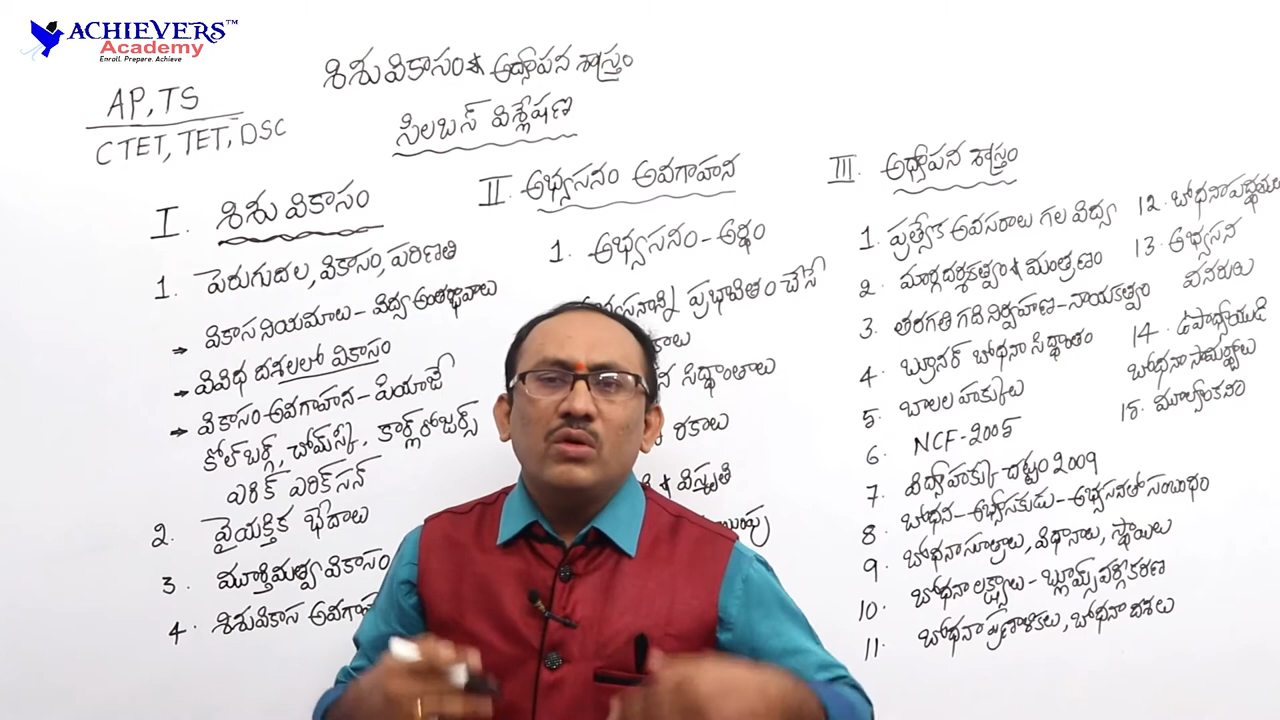 ACHIEVERS™
Academy
Enroll. Prepare. Achieve
AP, TS
CTET, TET, DSC
శిశు వికాసం & అధ్యాపన శాస్త్రం
సిలబస్ విశ్లేషణ
I. శిశు వికాసం
1. పెరుగుదల, వికాసం, పరిణతి
→ వికాస నియమాలు - విద్య అంతర్భావాలు
→ వివిధ దశలలో వికాసం
→ వికాసం అవగాహన - పియాజే
కోల్‌బర్గ్, చోమ్‌స్కీ, కార్ల్ రోజర్స్
ఎరిక్ ఎరిక్‌సన్
2. వైయక్తిక భేదాలు
3. మూర్తిమత్వ వికాసం
4. శిశువికాస
II. అభ్యసనం అవగాహన
1. అభ్యసనం - అర్థం
ప్రభావితం చేసే
సిద్ధాంతాలు
రకాలు
& విస్మృతి
III. అధ్యాపన శాస్త్రం
1. ప్రత్యేక అవసరాలు గల విద్య
2. మార్గదర్శకత్వం & మంత్రణం
3. తరగతి గది నిర్వహణ - నాయకత్వం
4. బ్రూనర్ బోధనా సిద్ధాంతం
5. బాలల హక్కులు
6. NCF-2005
7. విద్యాహక్కు చట్టం 2009
8. బోధన - అభ్యాసకుడు - అభ్యసనతో సంబంధం
9. బోధనా సూత్రాలు, విధానాలు, స్థాయిలు
10. బోధనా లక్ష్యాలు - బ్లూమ్స్ వర్గీకరణ
11. బోధనా ప్రణాళికలు, బోధనా దశలు
12. బోధనా
13. అభ్యసన
వనరులు
14. ఉపాధ్యాయుడి
బోధనా సామర్థ్యాలు
15. మూల్యాంకనం